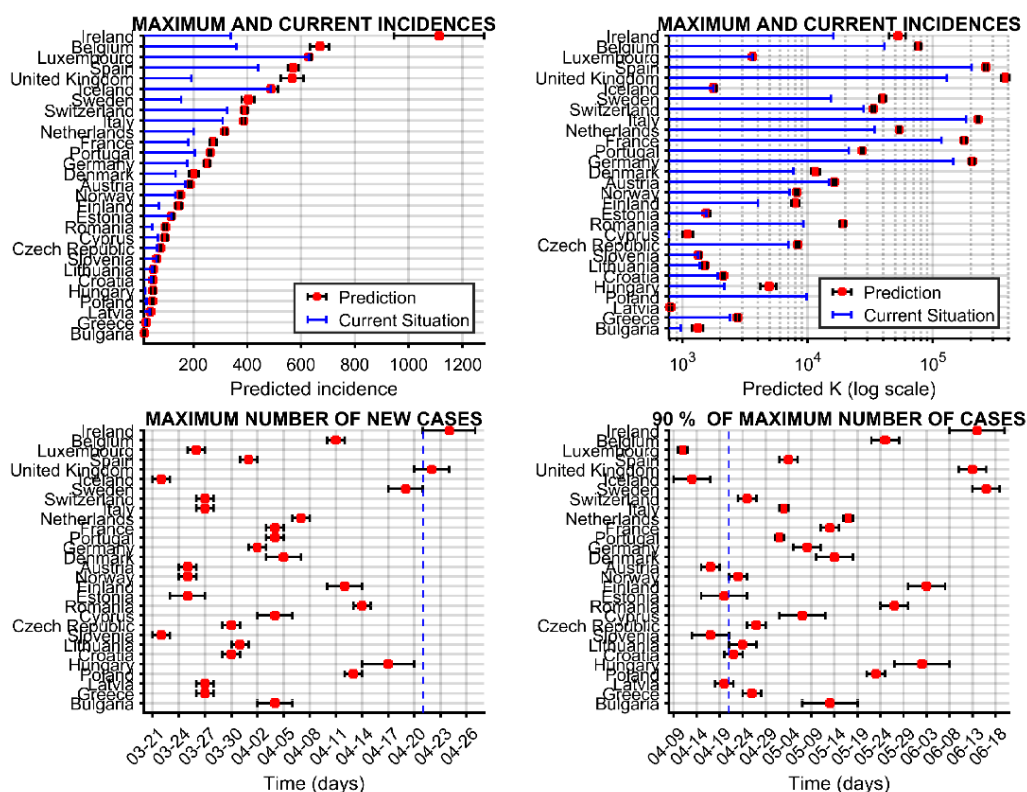 MAXIMUM AND CURRENT INCIDENCES
Ireland
Belgium
Luxembourg
Spain
United Kingdom
Iceland
Sweden
Switzerland
Italy
Netherlands
France
Portugal
Germany
Denmark
Austria
Norway
Finland
Estonia
Romania
Cyprus
Czech Republic
Slovenia
Lithuania
Croatia
Hungary
Poland
Latvia
Greece
Bulgaria
Prediction
Current Situation
200 400 600 800 1000 1200
Predicted incidence
MAXIMUM AND CURRENT INCIDENCES
Ireland
Belgium
Luxembourg
Spain
United Kingdom
Iceland
Sweden
Switzerland
Italy
Netherlands
France
Portugal
Germany
Denmark
Austria
Norway
Finland
Estonia
Romania
Cyprus
Czech Republic
Slovenia
Lithuania
Croatia
Hungary
Poland
Latvia
Greece
Bulgaria
Prediction
Current Situation
10³ 10⁴ 10⁵
Predicted K (log scale)
MAXIMUM NUMBER OF NEW CASES
Ireland
Belgium
Luxembourg
Spain
United Kingdom
Iceland
Sweden
Switzerland
Italy
Netherlands
France
Portugal
Germany
Denmark
Austria
Norway
Finland
Estonia
Romania
Cyprus
Czech Republic
Slovenia
Lithuania
Croatia
Hungary
Poland
Latvia
Greece
Bulgaria
03-21 03-24 03-27 03-30 04-02 04-05 04-08 04-11 04-14 04-17 04-20 04-23 04-26
Time (days)
90 % OF MAXIMUM NUMBER OF CASES
Ireland
Belgium
Luxembourg
Spain
United Kingdom
Iceland
Sweden
Switzerland
Italy
Netherlands
France
Portugal
Germany
Denmark
Austria
Norway
Finland
Estonia
Romania
Cyprus
Czech Republic
Slovenia
Lithuania
Croatia
Hungary
Poland
Latvia
Greece
Bulgaria
04-09 04-14 04-19 04-24 04-29 05-04 05-09 05-14 05-19 05-24 05-29 06-03 06-08 06-13 06-18
Time (days)